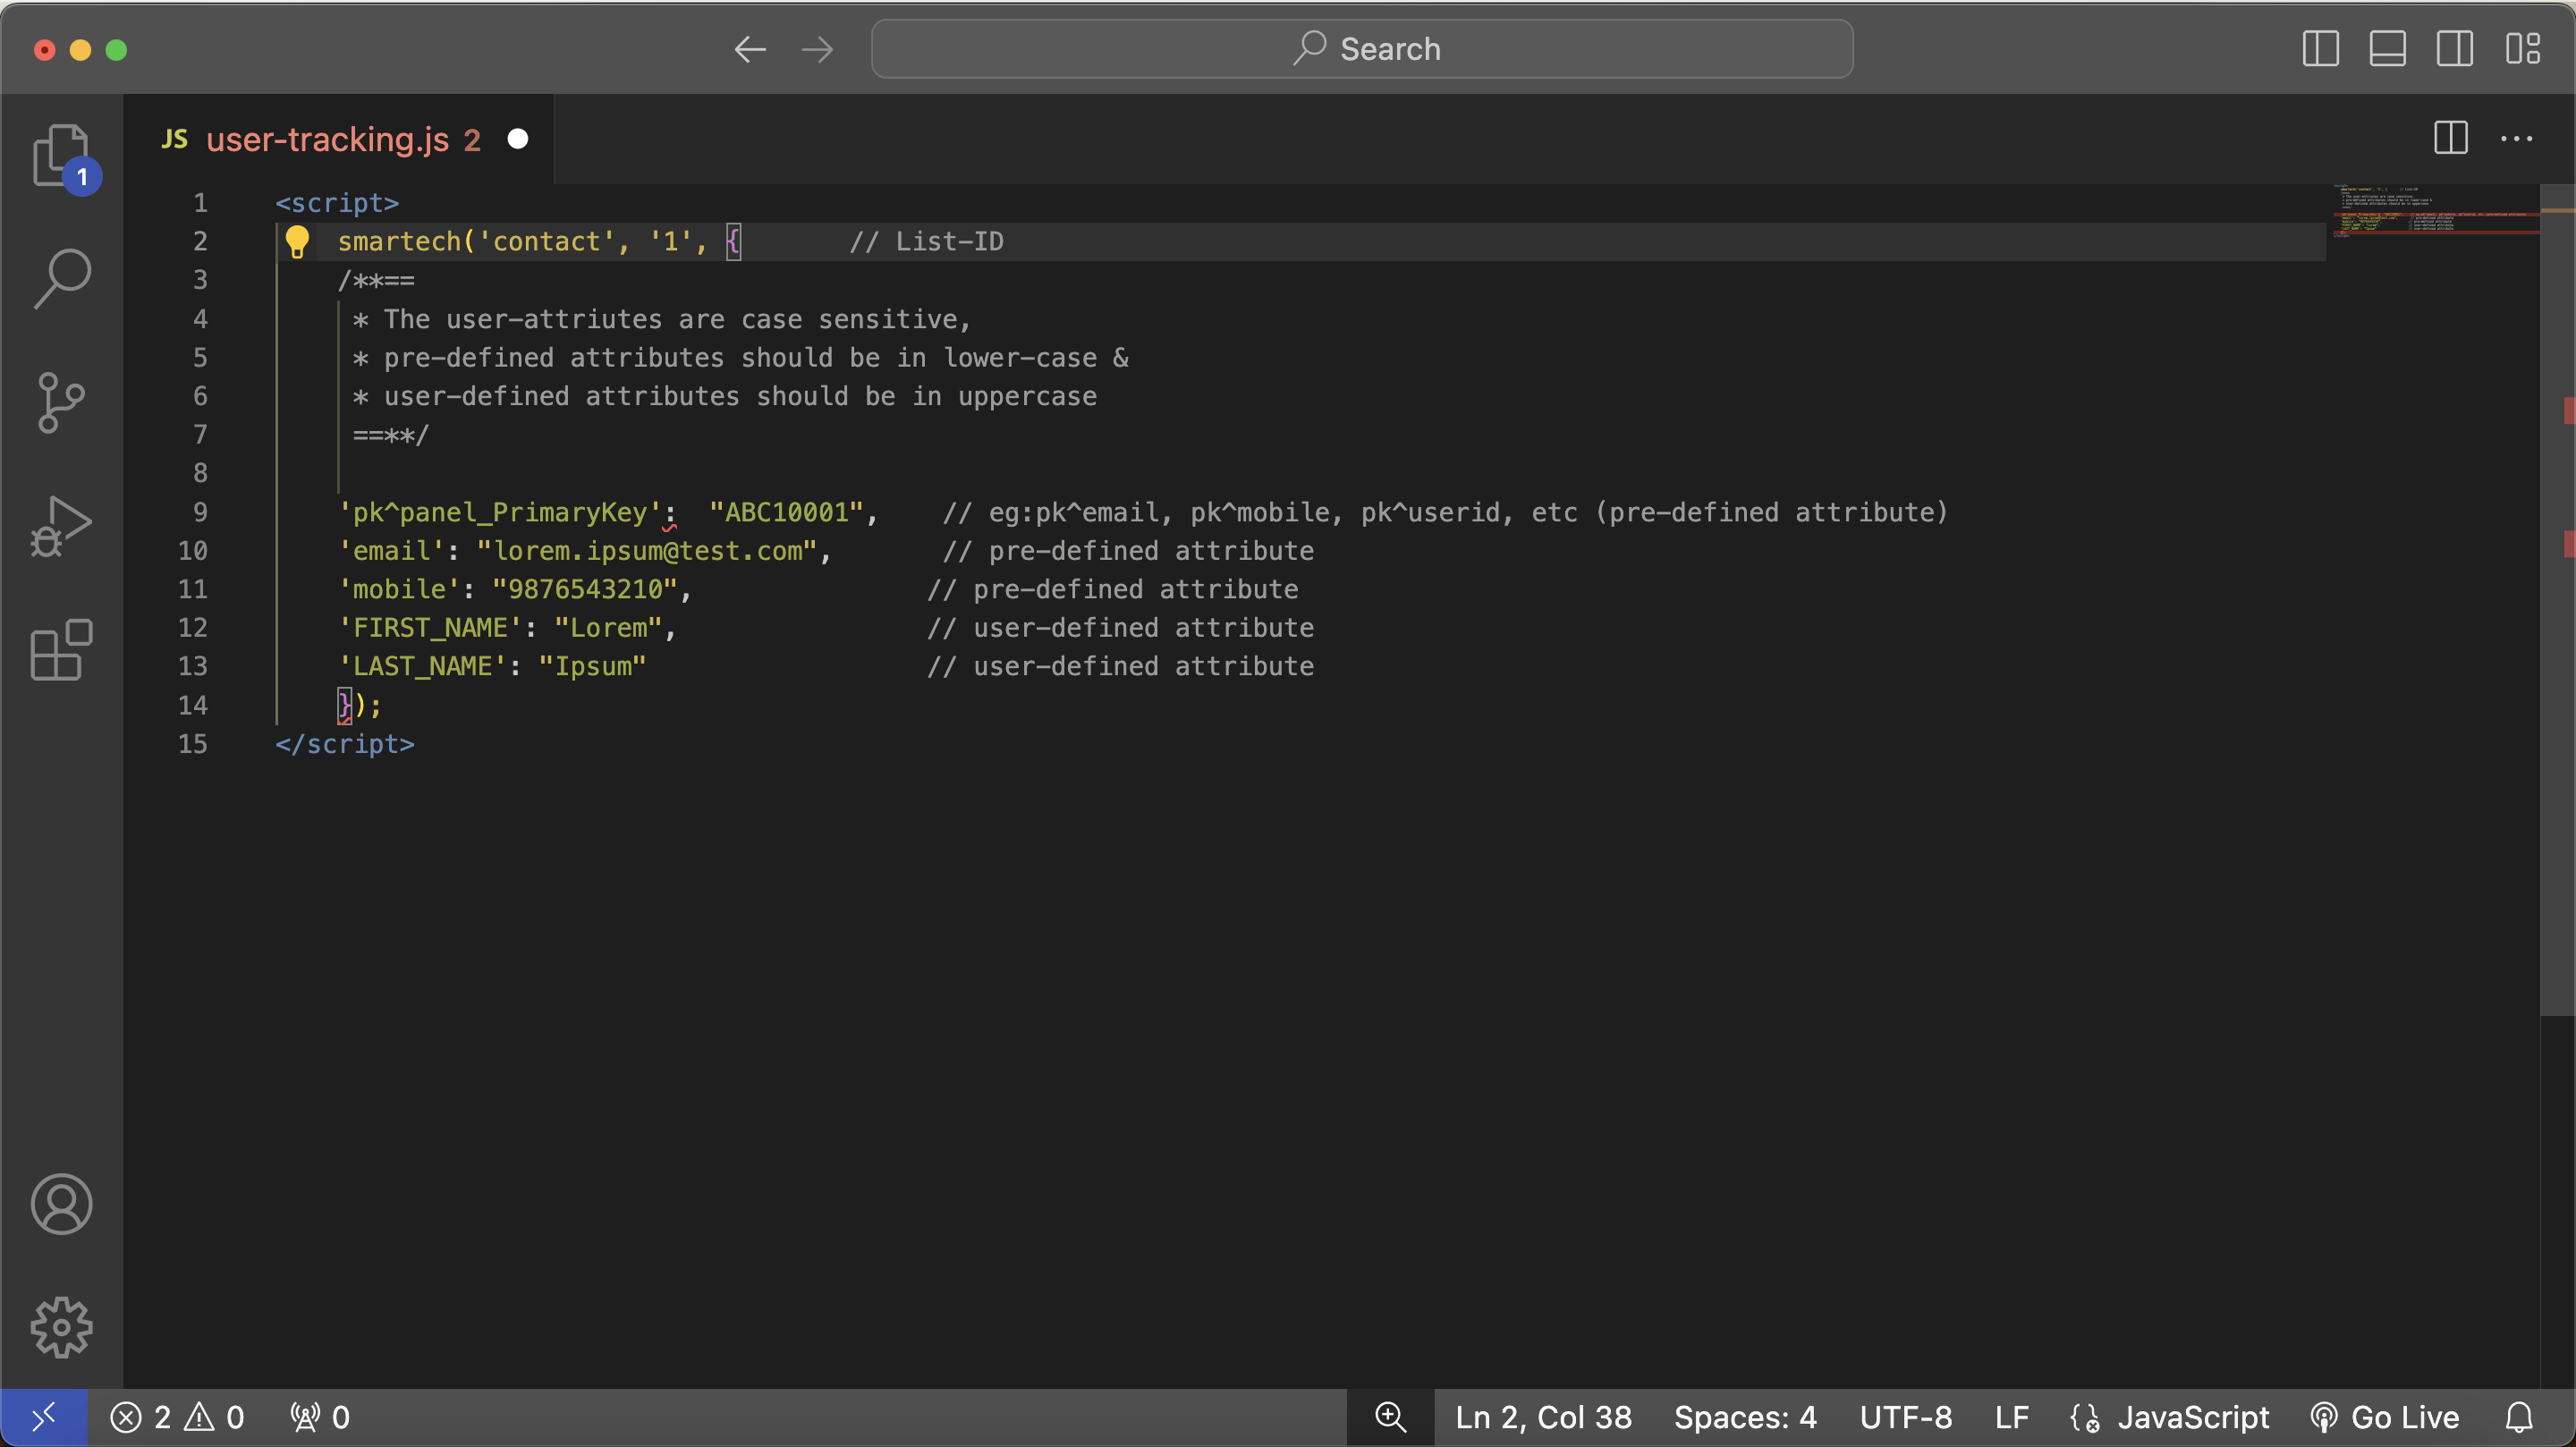 Search
JS user-tracking.js 2
1
1 <script>
2 smartech('contact', '1', { // List-ID
3 /**==
4 * The user-attriutes are case sensitive,
5 * pre-defined attributes should be in lower-case &
6 * user-defined attributes should be in uppercase
7 ==**/
8
9 'pk^panel_PrimaryKey': "ABC10001", // eg:pk^email, pk^mobile, pk^userid, etc (pre-defined attribute)
10 'email': "lorem.ipsum@test.com", // pre-defined attribute
11 'mobile': "9876543210", // pre-defined attribute
12 'FIRST_NAME': "Lorem", // user-defined attribute
13 'LAST_NAME': "Ipsum" // user-defined attribute
14 });
15 </script>
2 0 0 Ln 2, Col 38 Spaces: 4 UTF-8 LF JavaScript Go Live